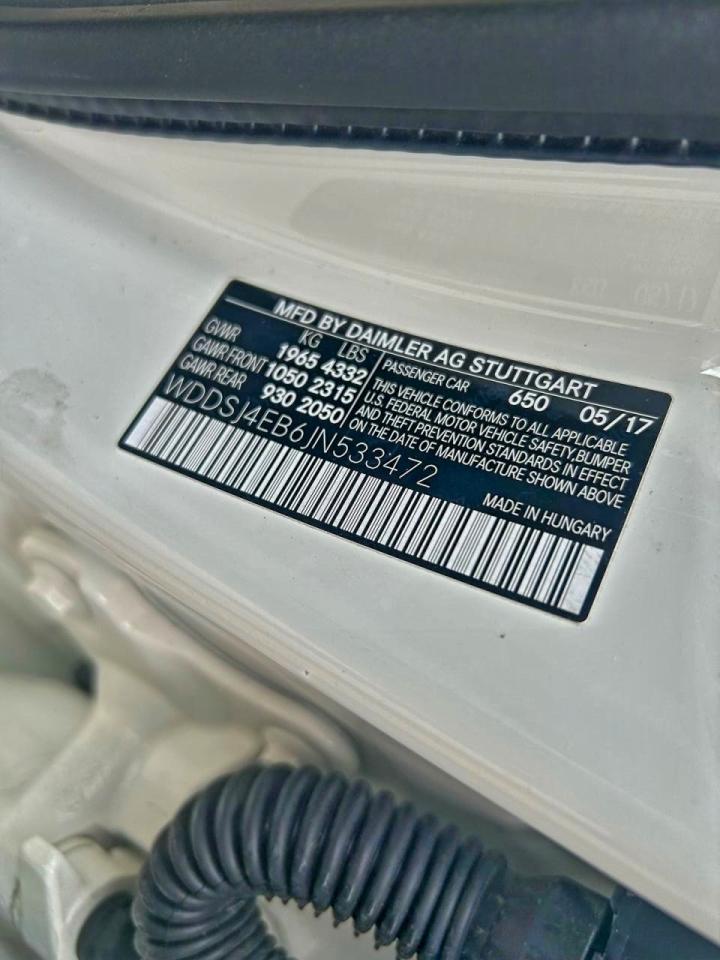 MFD BY DAIMLER AG STUTTGART
KG LBS
GVWR 1965 4332
GAWR FRONT 1050 2315
GAWR REAR 930 2050
PASSENGER CAR 650 05/17
THIS VEHICLE CONFORMS TO ALL APPLICABLE
U.S. FEDERAL MOTOR VEHICLE SAFETY,BUMPER
AND THEFT PREVENTION STANDARDS IN EFFECT
ON THE DATE OF MANUFACTURE SHOWN ABOVE
WDDSJ4EB6JN533472
MADE IN HUNGARY